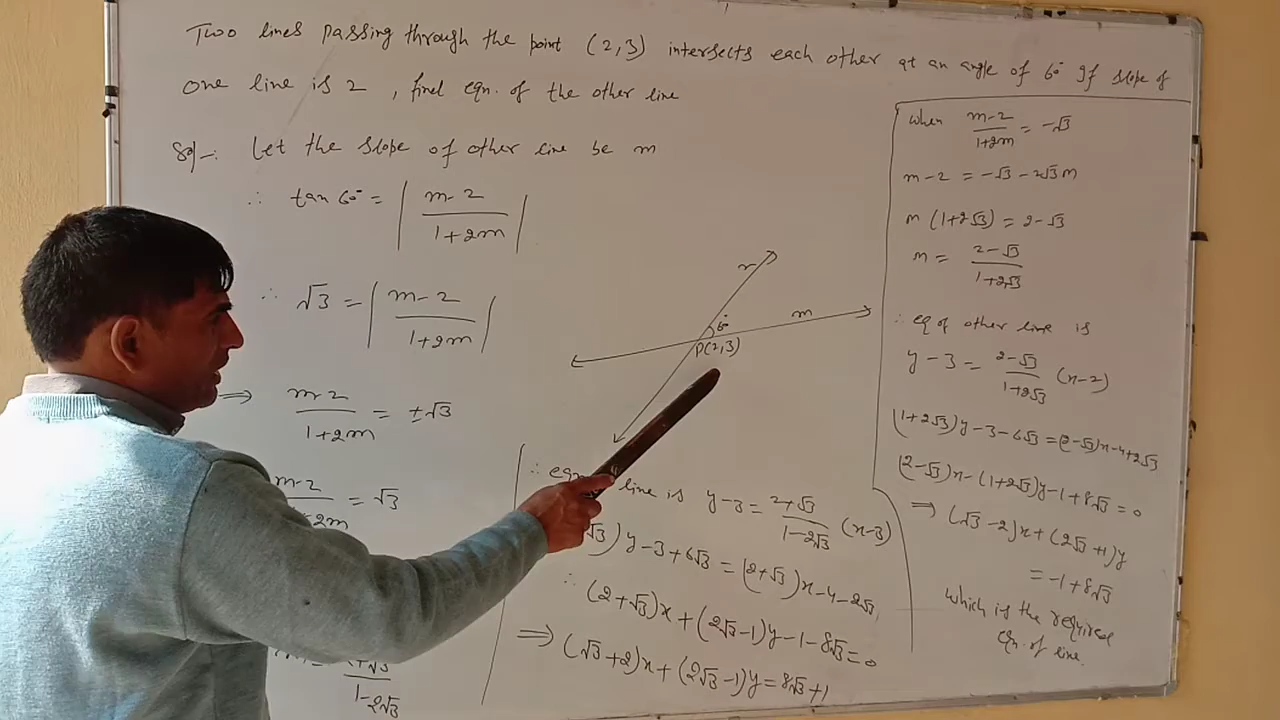 Two lines passing through the point (2,3) intersects each other at an angle of 60° If slope of
one line is 2, find eqn. of the other line
Sol-: Let the slope of other line be m
∴ tan 60° = | m-2 / 1+2m |
∴ √3 = | m-2 / 1+2m |
⇒ m-2 / 1+2m = ±√3
m-2 / +2m = √3
+√3 / 1-2√3
60°
m
P(2,3)
∴ eqn line is y-3 = 2+√3 / 1-2√3 (x-3)
√3) y-3+6√3 = (2+√3)x-4-2√3,
∴ (2+√3)x + (2√3-1)y-1-8√3=0
⇒ (√3+2)x + (2√3-1)y = 8√3+1
when m-2 / 1+2m = -√3
m-2 = -√3-2√3m
m (1+2√3) = 2-√3
m = 2-√3 / 1+2√3
∴ eq of other line is
y-3 = 2-√3 / 1+2√3 (x-2)
(1+2√3)y-3-6√3=(2-√3)x-4+2√3
(2-√3)x-(1+2√3)y-1+8√3=0
⇒ (√3-2)x+(2√3+1)y
= -1+8√3
which is the required
eqn. of line.